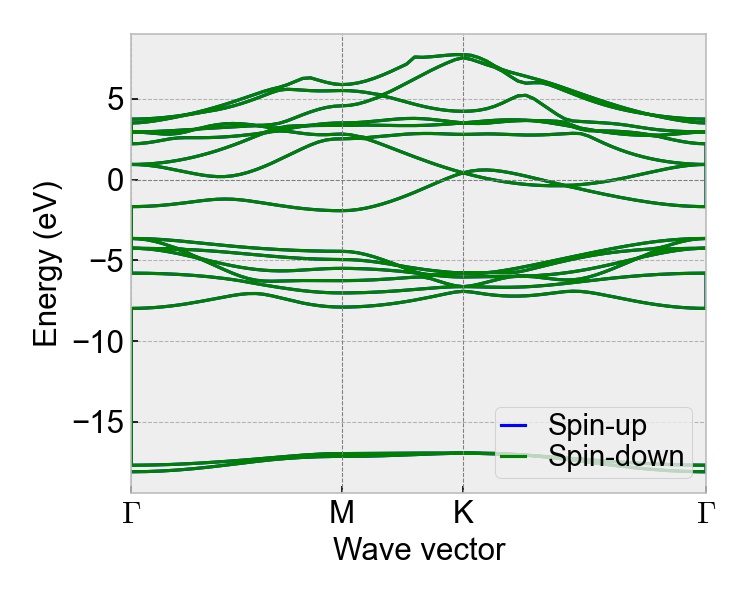 5
0
−5
−10
−15
Energy (eV)
Spin-up
Spin-down
Γ M K Γ
Wave vector